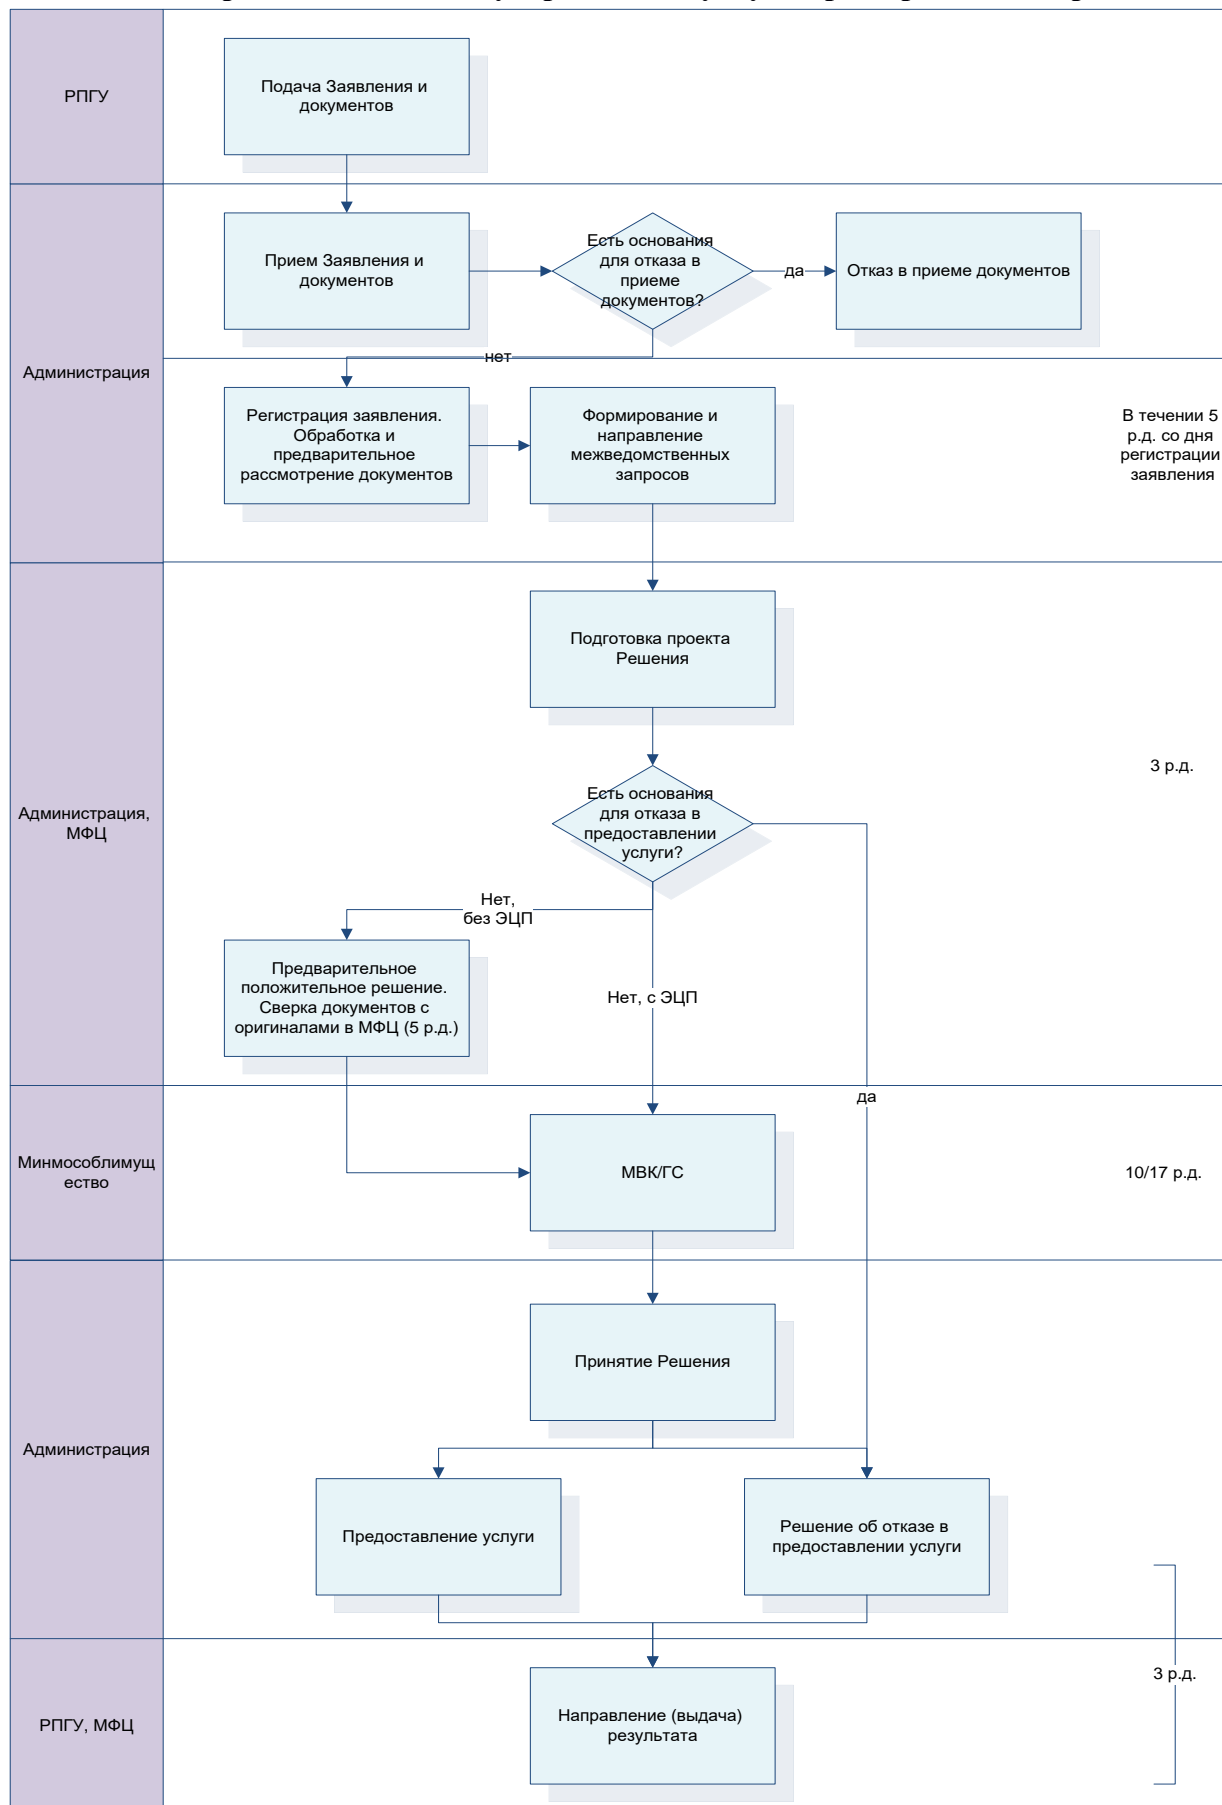 РПГУ
Подача Заявления и
документов
Администрация
Прием Заявления и
документов
Есть основания
для отказа в
приеме
документов?
да
Отказ в приеме документов
нет
Регистрация заявления.
Обработка и
предварительное
рассмотрение документов
Формирование и
направление
межведомственных
запросов
В течении 5
р.д. со дня
регистрации
заявления
Администрация,
МФЦ
Подготовка проекта
Решения
3 р.д.
Есть основания
для отказа в
предоставлении
услуги?
Нет,
без ЭЦП
Предварительное
положительное решение.
Сверка документов с
оригиналами в МФЦ (5 р.д.)
Нет, с ЭЦП
да
Минмособлимущ
ество
МВК/ГС
10/17 р.д.
Администрация
Принятие Решения
Предоставление услуги
Решение об отказе в
предоставлении услуги
3 р.д.
РПГУ, МФЦ
Направление (выдача)
результата